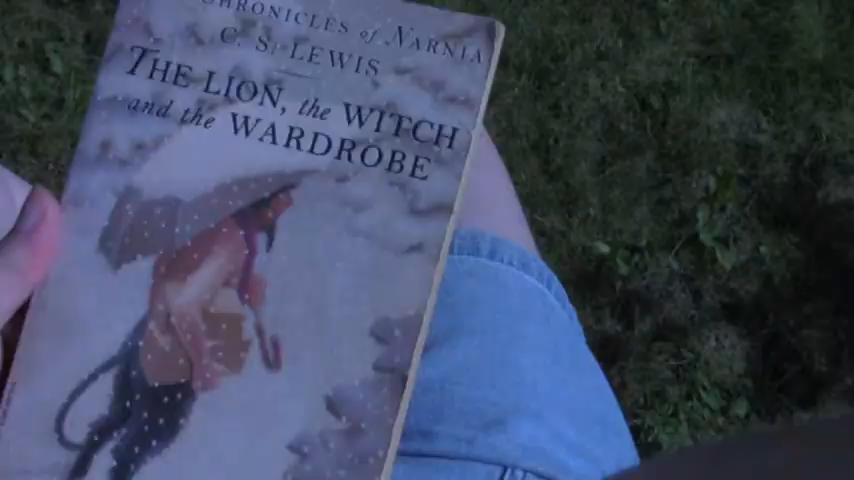 CHRONICLES of NARNIA
C. S. LEWIS
THE LION, the WITCH
and the WARDROBE